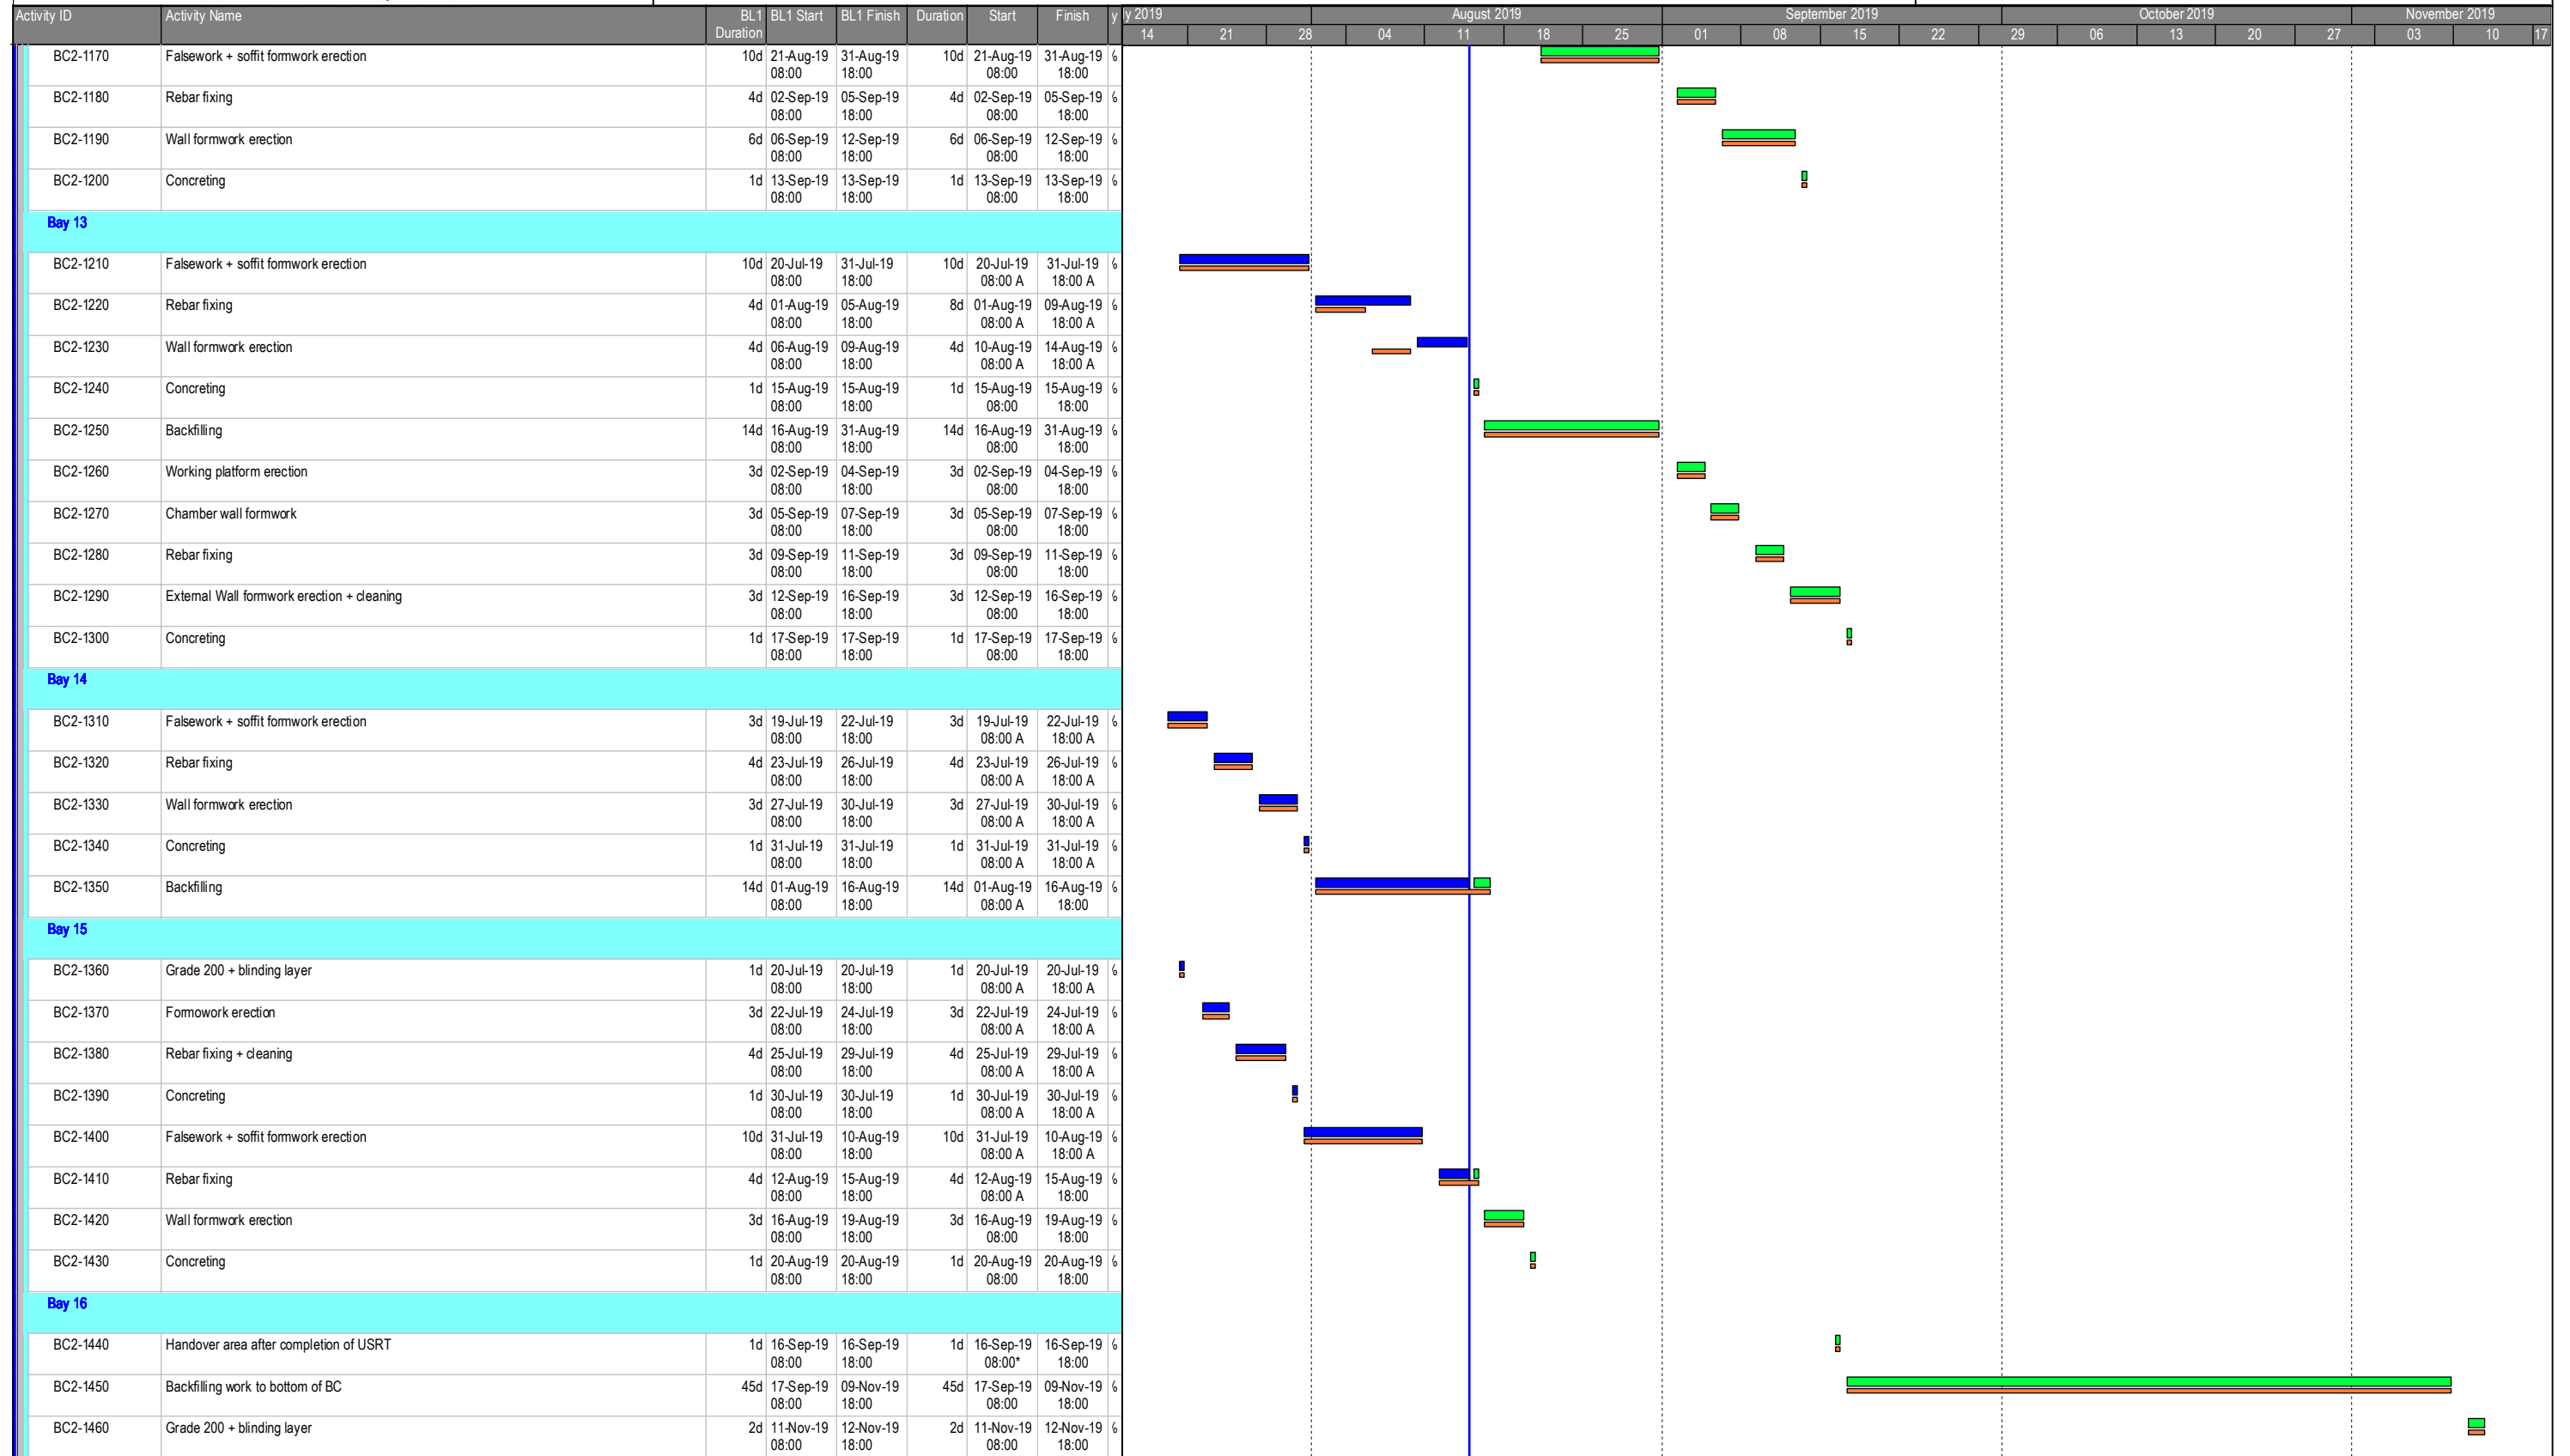 Activity ID Activity Name BL1 Duration BL1 Start BL1 Finish Duration Start Finish y y 2019 August 2019 September 2019 October 2019 November 2019
14 21 28 04 11 18 25 01 08 15 22 29 06 13 20 27 03 10 17
BC2-1170 Falsework + soffit formwork erection 10d 21-Aug-19 31-Aug-19 10d 21-Aug-19 31-Aug-19
08:00 18:00 08:00 18:00
BC2-1180 Rebar fixing 4d 02-Sep-19 05-Sep-19 4d 02-Sep-19 05-Sep-19
08:00 18:00 08:00 18:00
BC2-1190 Wall formwork erection 6d 06-Sep-19 12-Sep-19 6d 06-Sep-19 12-Sep-19
08:00 18:00 08:00 18:00
BC2-1200 Concreting 1d 13-Sep-19 13-Sep-19 1d 13-Sep-19 13-Sep-19
08:00 18:00 08:00 18:00
Bay 13
BC2-1210 Falsework + soffit formwork erection 10d 20-Jul-19 31-Jul-19 10d 20-Jul-19 31-Jul-19
08:00 18:00 08:00 A 18:00 A
BC2-1220 Rebar fixing 4d 01-Aug-19 05-Aug-19 8d 01-Aug-19 09-Aug-19
08:00 18:00 08:00 A 18:00 A
BC2-1230 Wall formwork erection 4d 06-Aug-19 09-Aug-19 4d 10-Aug-19 14-Aug-19
08:00 18:00 08:00 A 18:00 A
BC2-1240 Concreting 1d 15-Aug-19 15-Aug-19 1d 15-Aug-19 15-Aug-19
08:00 18:00 08:00 18:00
BC2-1250 Backfilling 14d 16-Aug-19 31-Aug-19 14d 16-Aug-19 31-Aug-19
08:00 18:00 08:00 18:00
BC2-1260 Working platform erection 3d 02-Sep-19 04-Sep-19 3d 02-Sep-19 04-Sep-19
08:00 18:00 08:00 18:00
BC2-1270 Chamber wall formwork 3d 05-Sep-19 07-Sep-19 3d 05-Sep-19 07-Sep-19
08:00 18:00 08:00 18:00
BC2-1280 Rebar fixing 3d 09-Sep-19 11-Sep-19 3d 09-Sep-19 11-Sep-19
08:00 18:00 08:00 18:00
BC2-1290 External Wall formwork erection + cleaning 3d 12-Sep-19 16-Sep-19 3d 12-Sep-19 16-Sep-19
08:00 18:00 08:00 18:00
BC2-1300 Concreting 1d 17-Sep-19 17-Sep-19 1d 17-Sep-19 17-Sep-19
08:00 18:00 08:00 18:00
Bay 14
BC2-1310 Falsework + soffit formwork erection 3d 19-Jul-19 22-Jul-19 3d 19-Jul-19 22-Jul-19
08:00 18:00 08:00 A 18:00 A
BC2-1320 Rebar fixing 4d 23-Jul-19 26-Jul-19 4d 23-Jul-19 26-Jul-19
08:00 18:00 08:00 A 18:00 A
BC2-1330 Wall formwork erection 3d 27-Jul-19 30-Jul-19 3d 27-Jul-19 30-Jul-19
08:00 18:00 08:00 A 18:00 A
BC2-1340 Concreting 1d 31-Jul-19 31-Jul-19 1d 31-Jul-19 31-Jul-19
08:00 18:00 08:00 A 18:00 A
BC2-1350 Backfilling 14d 01-Aug-19 16-Aug-19 14d 01-Aug-19 16-Aug-19
08:00 18:00 08:00 A 18:00
Bay 15
BC2-1360 Grade 200 + blinding layer 1d 20-Jul-19 20-Jul-19 1d 20-Jul-19 20-Jul-19
08:00 18:00 08:00 A 18:00 A
BC2-1370 Formowork erection 3d 22-Jul-19 24-Jul-19 3d 22-Jul-19 24-Jul-19
08:00 18:00 08:00 A 18:00 A
BC2-1380 Rebar fixing + cleaning 4d 25-Jul-19 29-Jul-19 4d 25-Jul-19 29-Jul-19
08:00 18:00 08:00 A 18:00 A
BC2-1390 Concreting 1d 30-Jul-19 30-Jul-19 1d 30-Jul-19 30-Jul-19
08:00 18:00 08:00 A 18:00 A
BC2-1400 Falsework + soffit formwork erection 10d 31-Jul-19 10-Aug-19 10d 31-Jul-19 10-Aug-19
08:00 18:00 08:00 A 18:00 A
BC2-1410 Rebar fixing 4d 12-Aug-19 15-Aug-19 4d 12-Aug-19 15-Aug-19
08:00 18:00 08:00 A 18:00
BC2-1420 Wall formwork erection 3d 16-Aug-19 19-Aug-19 3d 16-Aug-19 19-Aug-19
08:00 18:00 08:00 18:00
BC2-1430 Concreting 1d 20-Aug-19 20-Aug-19 1d 20-Aug-19 20-Aug-19
08:00 18:00 08:00 18:00
Bay 16
BC2-1440 Handover area after completion of USRT 1d 16-Sep-19 16-Sep-19 1d 16-Sep-19 16-Sep-19
08:00 18:00 08:00* 18:00
BC2-1450 Backfilling work to bottom of BC 45d 17-Sep-19 09-Nov-19 45d 17-Sep-19 09-Nov-19
08:00 18:00 08:00 18:00
BC2-1460 Grade 200 + blinding layer 2d 11-Nov-19 12-Nov-19 2d 11-Nov-19 12-Nov-19
08:00 18:00 08:00 18:00